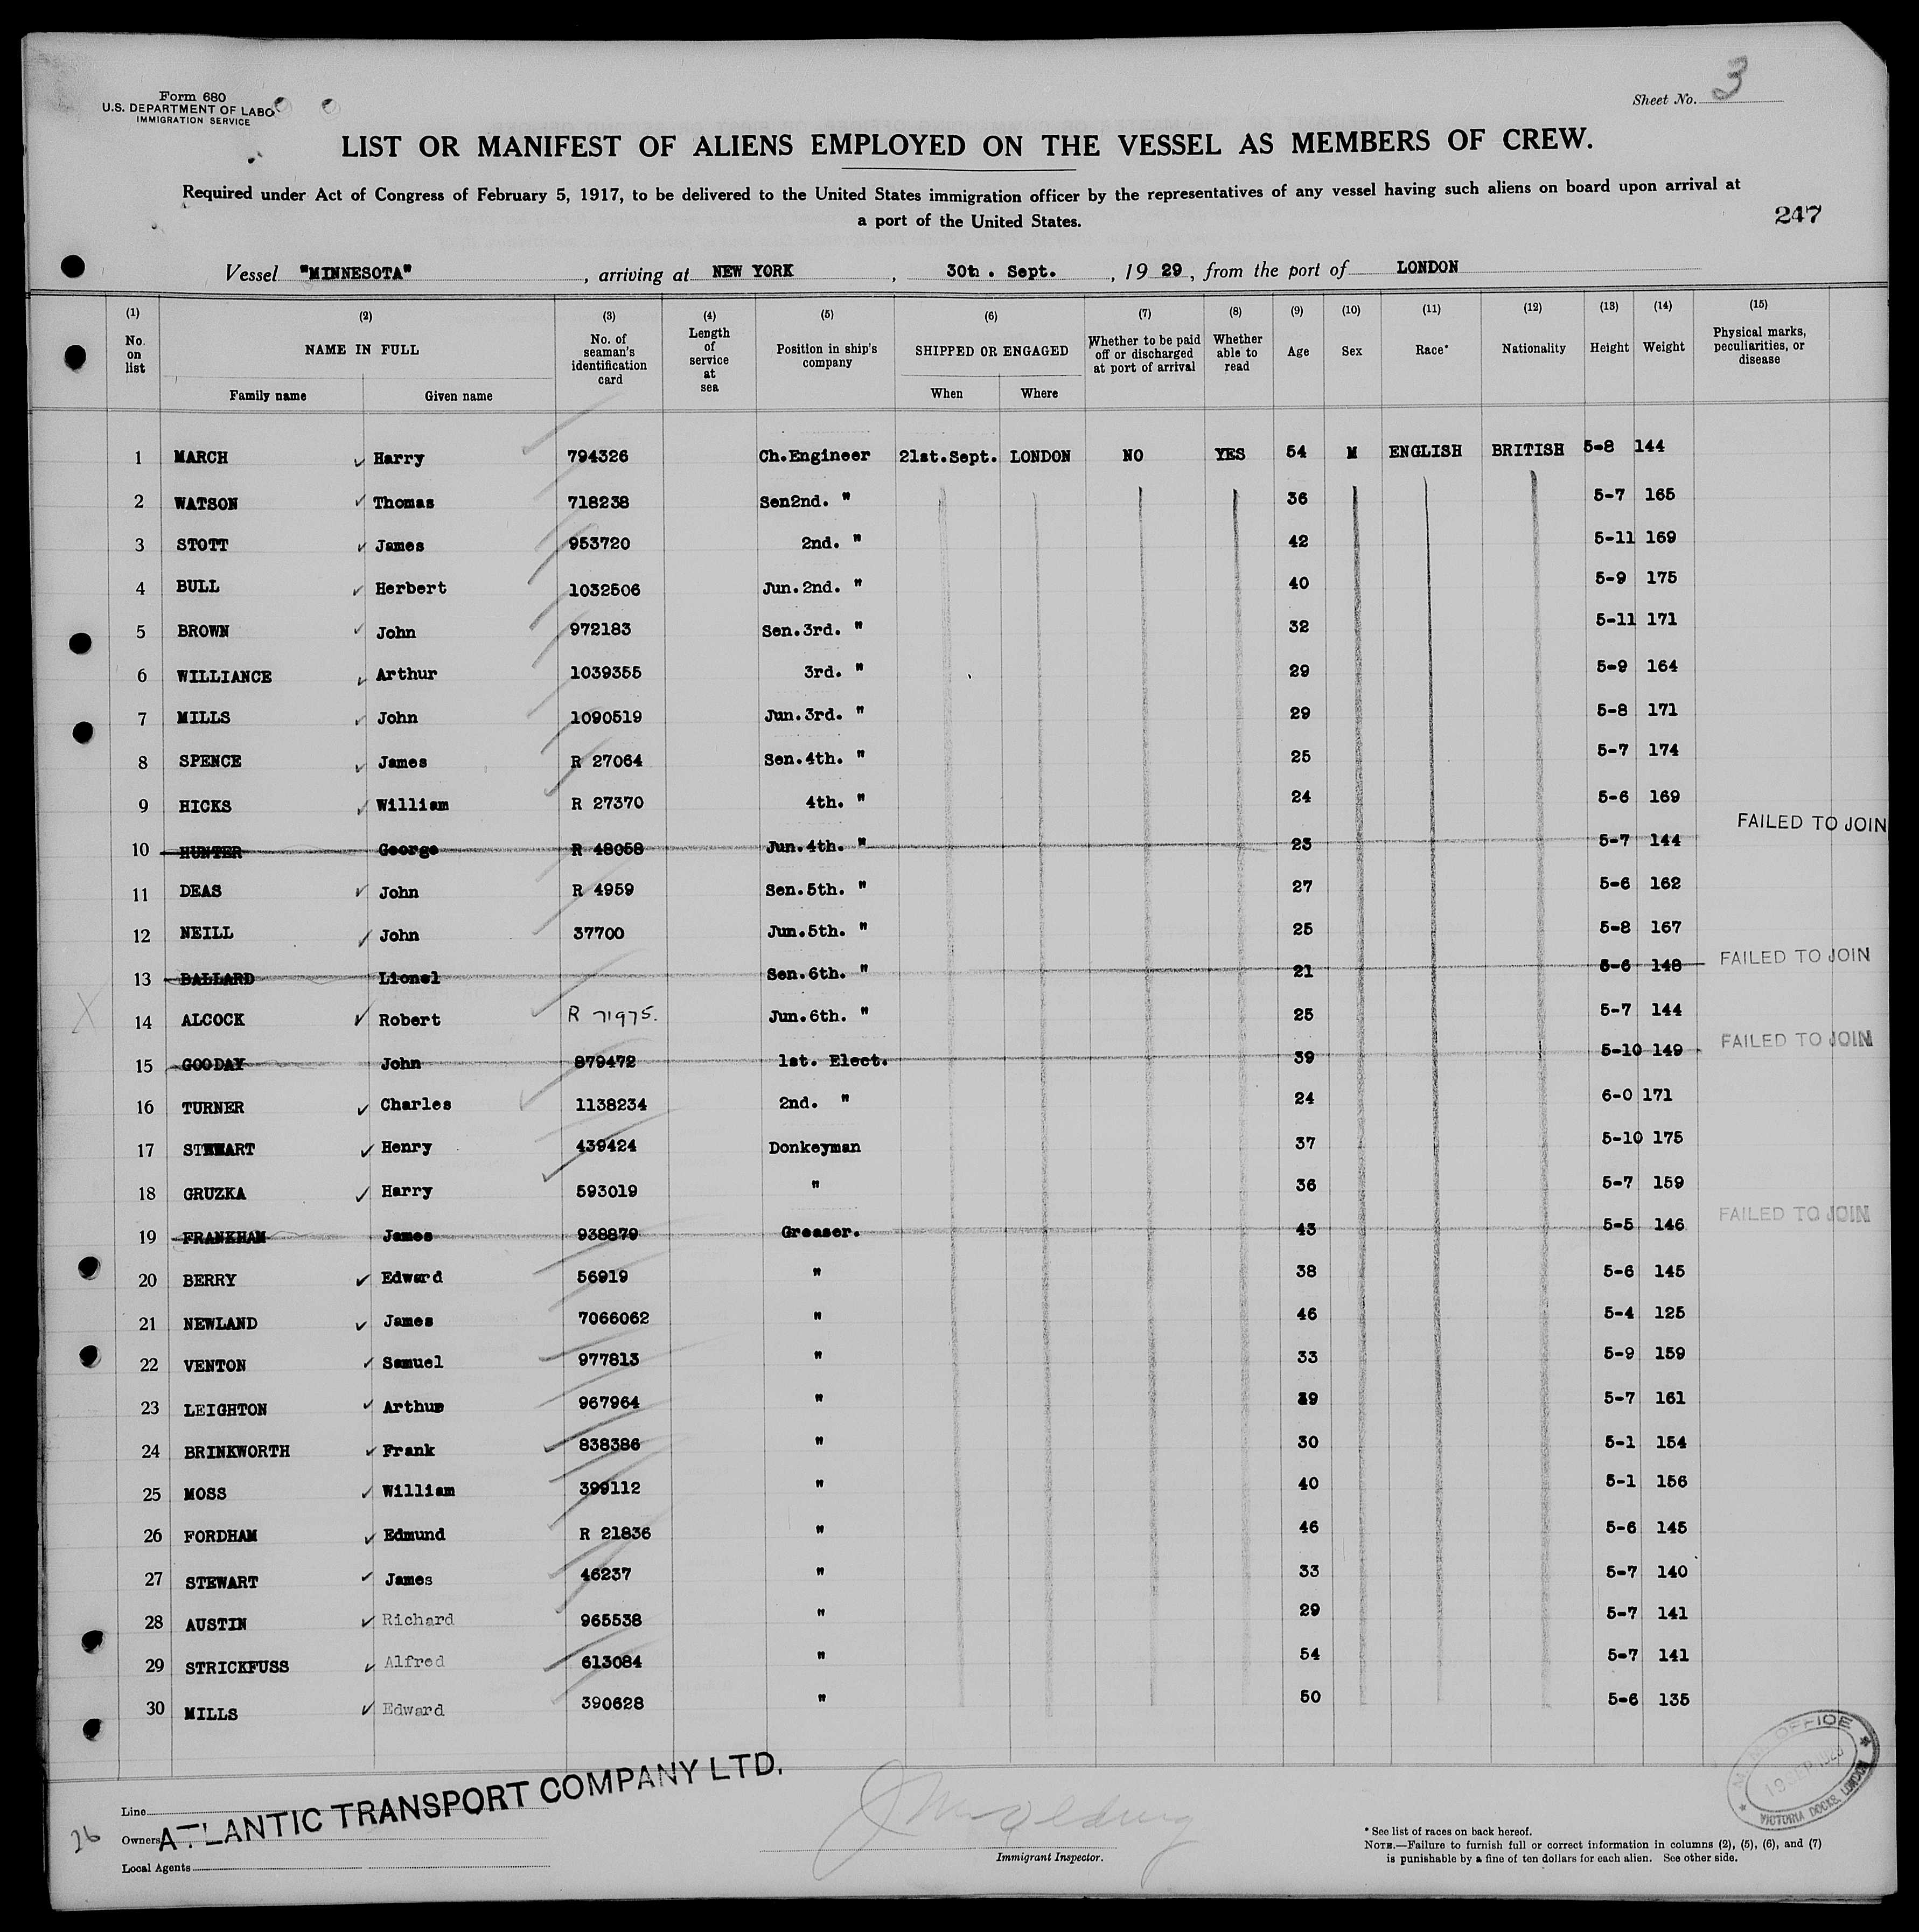 Form 680
U.S. DEPARTMENT OF LABO
IMMIGRATION SERVICE
Sheet No. 3
LIST OR MANIFEST OF ALIENS EMPLOYED ON THE VESSEL AS MEMBERS OF CREW.
Required under Act of Congress of February 5, 1917, to be delivered to the United States immigration officer by the representatives of any vessel having such aliens on board upon arrival at
a port of the United States.
247
Vessel "MINNESOTA", arriving at NEW YORK, 30th. Sept., 1929, from the port of LONDON
(1) (2) (3) (4) (5) (6) (7) (8) (9) (10) (11) (12) (13) (14) (15)
No. on list NAME IN FULL No. of seaman's identification card Length of service at sea Position in ship's company SHIPPED OR ENGAGED Whether to be paid off or discharged at port of arrival Whether able to read Age Sex Race* Nationality Height Weight Physical marks, peculiarities, or disease
Family name Given name When Where
1 MARCH Harry 794326 Ch.Engineer 21st.Sept. LONDON NO YES 54 M ENGLISH BRITISH 5-8 144
2 WATSON Thomas 718238 Sen2nd. " 36 5-7 165
3 STOTT James 953720 2nd. " 42 5-11 169
4 BULL Herbert 1032506 Jun.2nd. " 40 5-9 175
5 BROWN John 972183 Sen.3rd. " 32 5-11 171
6 WILLIANCE Arthur 1039355 3rd. " 29 5-9 164
7 MILLS John 1090519 Jun.3rd. " 29 5-8 171
8 SPENCE James R 27064 Sen.4th. " 25 5-7 174
9 HICKS William R 27370 4th. " 24 5-6 169
10 HUNTER George R 48058 Jun.4th. " 23 5-7 144 FAILED TO JOIN
11 DEAS John R 4959 Sen.5th. " 27 5-6 162
12 NEILL John 37700 Jun.5th. " 25 5-8 167
13 BALLARD Lionel Sen.6th. " 21 5-6 148 FAILED TO JOIN
14 ALCOCK Robert R 71975. Jun.6th. " 25 5-7 144
15 GOODAY John 879472 1st. Elect. 39 5-10 149 FAILED TO JOIN
16 TURNER Charles 1138234 2nd. " 24 6-0 171
17 STEWART Henry 439424 Donkeyman 37 5-10 175
18 GRUZKA Harry 593019 " 36 5-7 159
19 FRANKHAM James 938879 Greaser. 43 5-5 146 FAILED TO JOIN
20 BERRY Edward 56919 " 38 5-6 145
21 NEWLAND James 7066062 " 46 5-4 125
22 VENTON Samuel 977813 " 33 5-9 159
23 LEIGHTON Arthur 967964 " 5-7 161
24 BRINKWORTH Frank 838386 " 30 5-1 154
25 MOSS William 399112 " 40 5-1 156
26 FORDHAM Edmund R 21836 " 46 5-6 145
27 STEWART James 46237 " 33 5-7 140
28 AUSTIN Richard 965538 " 29 5-7 141
29 STRICKFUSS Alfred 613084 " 54 5-7 141
30 MILLS Edward 390628 " 50 5-6 135
Line
Owners ATLANTIC TRANSPORT COMPANY LTD.
Local Agents
26
Immigrant Inspector.
* See list of races on back hereof.
NOTE.—Failure to furnish full or correct information in columns (2), (5), (6), and (7)
is punishable by a fine of ten dollars for each alien. See other side.
OFFICE
VICTORIA DOCKS, LONDON